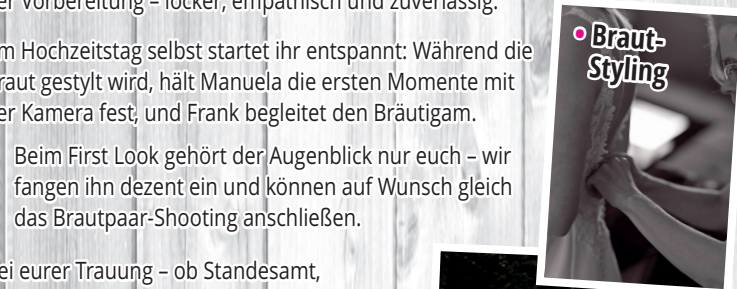 er Vorbereitung – locker, empathisch und zuverlässig.
m Hochzeitstag selbst startet ihr entspannt: Während die
raut gestylt wird, hält Manuela die ersten Momente mit
er Kamera fest, und Frank begleitet den Bräutigam.
Beim First Look gehört der Augenblick nur euch – wir
fangen ihn dezent ein und können auf Wunsch gleich
das Brautpaar-Shooting anschließen.
ei eurer Trauung – ob Standesamt,
• Braut-
Styling